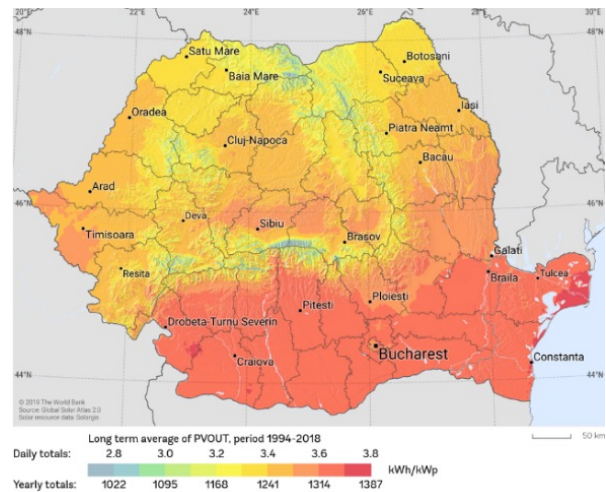 20°E 22°E 24°E 26°E 28°E 30°E
48°N 48°N
Satu Mare
Botosani
Baia Mare
Suceava
Oradea
Iasi
Piatra Neamt
Cluj-Napoca
Bacau
Arad
46°N 46°N
Deva
Sibiu
Timisoara
Brasov
Galati
Resita
Braila
Tulcea
Ploiesti
Pitesti
Drobeta-Turnu Severin
Bucharest
Craiova
Constanta
44°N 44°N
© 2019 The World Bank
Source: Global Solar Atlas 2.0
Solar resource data: Solargis
Long term average of PVOUT, period 1994-2018
50 km
Daily totals: 2.8 3.0 3.2 3.4 3.6 3.8
kWh/kWp
Yearly totals: 1022 1095 1168 1241 1314 1387